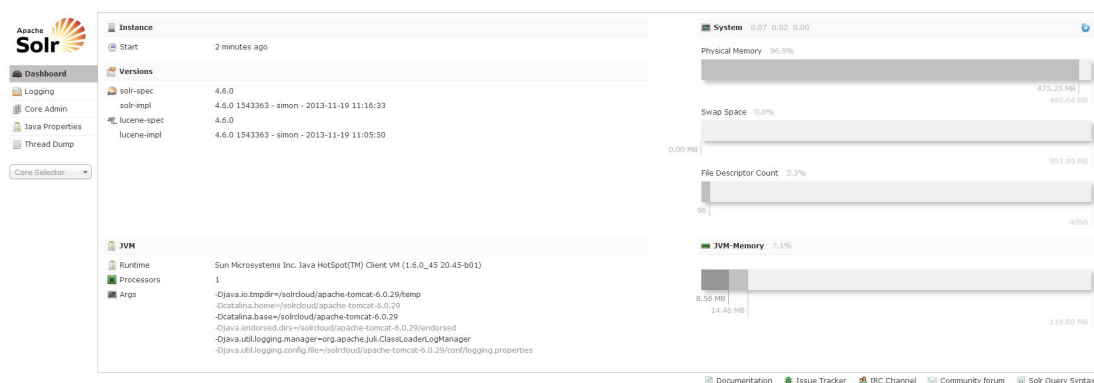 Apache
Solr
Dashboard
Logging
Core Admin
Java Properties
Thread Dump
Core Selector
Instance
Start 2 minutes ago
Versions
solr-spec 4.6.0
solr-impl 4.6.0 1543363 - simon - 2013-11-19 11:16:33
lucene-spec 4.6.0
lucene-impl 4.6.0 1543363 - simon - 2013-11-19 11:05:50
JVM
Runtime Sun Microsystems Inc. Java HotSpot(TM) Client VM (1.6.0_45 20.45-b01)
Processors 1
Args -Djava.io.tmpdir=/solrcloud/apache-tomcat-6.0.29/temp
-Dcatalina.home=/solrcloud/apache-tomcat-6.0.29
-Dcatalina.base=/solrcloud/apache-tomcat-6.0.29
-Djava.endorsed.dirs=/solrcloud/apache-tomcat-6.0.29/endorsed
-Djava.util.logging.manager=org.apache.juli.ClassLoaderLogManager
-Djava.util.logging.config.file=/solrcloud/apache-tomcat-6.0.29/conf/logging.properties
System 0.07 0.02 0.00
Physical Memory 96.9%
475.25 MB
490.64 MB
Swap Space 0.0%
0.00 MB
991.99 MB
File Descriptor Count 2.3%
96
4096
JVM-Memory 7.1%
8.56 MB
14.46 MB
119.88 MB
Documentation Issue Tracker IRC Channel Community forum Solr Query Syntax